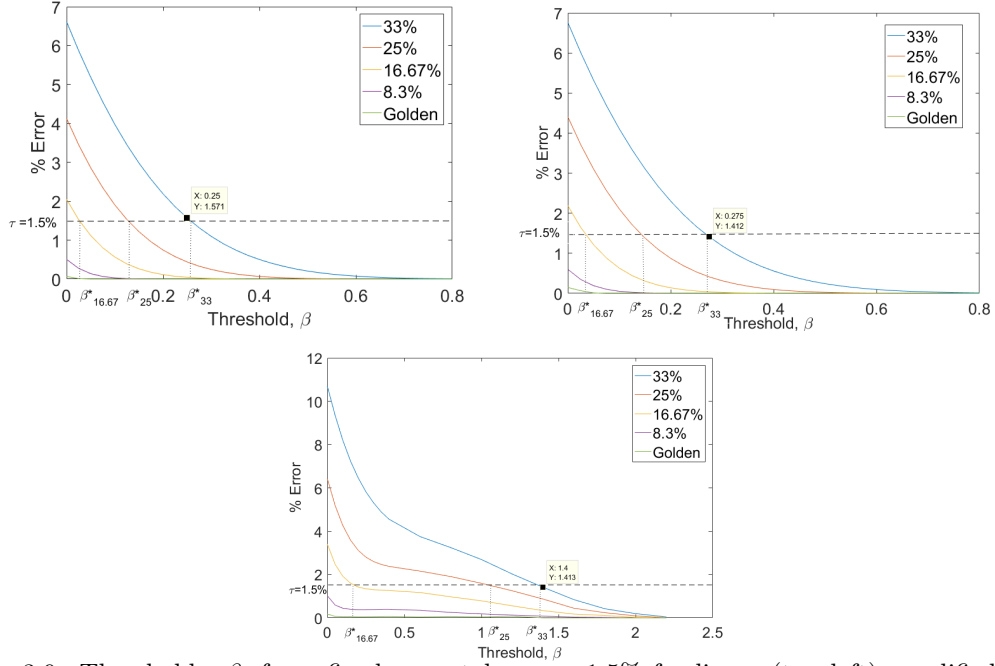 7
6
5
4
3
2
1
0
% Error
33%
25%
16.67%
8.3%
Golden
X: 0.25
Y: 1.571
τ =1.5%
0 0.2 0.4 0.6 0.8
β*16.67 β*25 β*33
Threshold, β
7
6
5
4
3
2
1
0
% Error
33%
25%
16.67%
8.3%
Golden
X: 0.275
Y: 1.412
τ=1.5%
0 0.2 0.4 0.6 0.8
β*16.67 β*25 β*33
Threshold, β
12
10
8
6
4
2
0
% Error
33%
25%
16.67%
8.3%
Golden
X: 1.4
Y: 1.413
τ=1.5%
0 0.5 1 1.5 2 2.5
β*16.67 β*25 β*33
Threshold, β